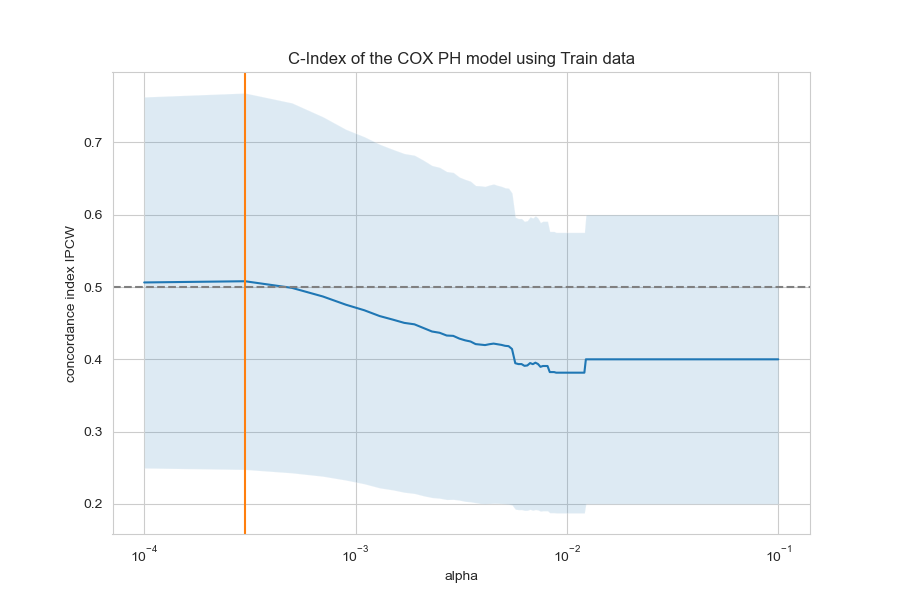 C-Index of the COX PH model using Train data
concordance index IPCW
0.7
0.6
0.5
0.4
0.3
0.2
10⁻⁴ 10⁻³ 10⁻² 10⁻¹
alpha